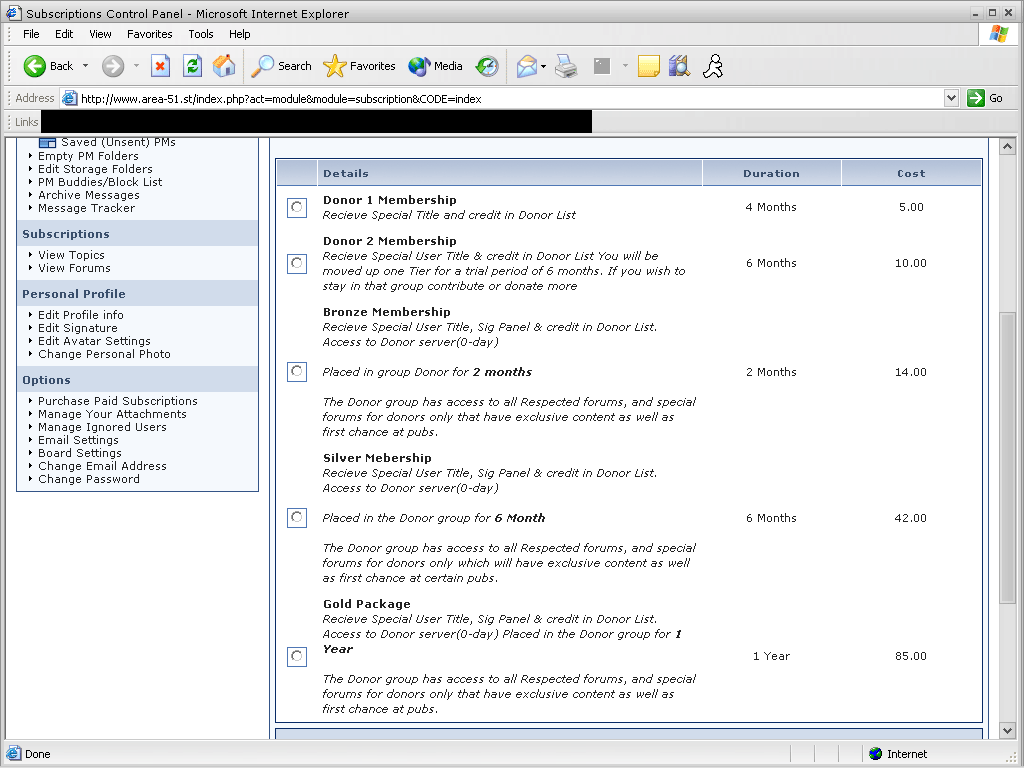 Subscriptions Control Panel - Microsoft Internet Explorer
File Edit View Favorites Tools Help
Back Search Favorites Media
Address http://www.area-51.st/index.php?act=module&module=subscription&CODE=index Go
Links
Saved (Unsent) PMs
Empty PM Folders
Edit Storage Folders
PM Buddies/Block List
Archive Messages
Message Tracker
Subscriptions
View Topics
View Forums
Personal Profile
Edit Profile info
Edit Signature
Edit Avatar Settings
Change Personal Photo
Options
Purchase Paid Subscriptions
Manage Your Attachments
Manage Ignored Users
Email Settings
Board Settings
Change Email Address
Change Password
Details Duration Cost
Donor 1 Membership
Recieve Special Title and credit in Donor List
4 Months 5.00
Donor 2 Membership
Recieve Special User Title & credit in Donor List You will be
moved up one Tier for a trial period of 6 months. If you wish to
stay in that group contribute or donate more
6 Months 10.00
Bronze Membership
Recieve Special User Title, Sig Panel & credit in Donor List.
Access to Donor server(0-day)
Placed in group Donor for 2 months
The Donor group has access to all Respected forums, and special
forums for donors only that have exclusive content as well as
first chance at pubs.
2 Months 14.00
Silver Mebership
Recieve Special User Title, Sig Panel & credit in Donor List.
Access to Donor server(0-day)
Placed in the Donor group for 6 Month
The Donor group has access to all Respected forums, and special
forums for donors only which will have exclusive content as well
as first chance at certain pubs.
6 Months 42.00
Gold Package
Recieve Special User Title, Sig Panel & credit in Donor List.
Access to Donor server(0-day) Placed in the Donor group for 1
Year
The Donor group has access to all Respected forums, and special
forums for donors only that have exclusive content as well as
first chance at pubs.
1 Year 85.00
Done Internet